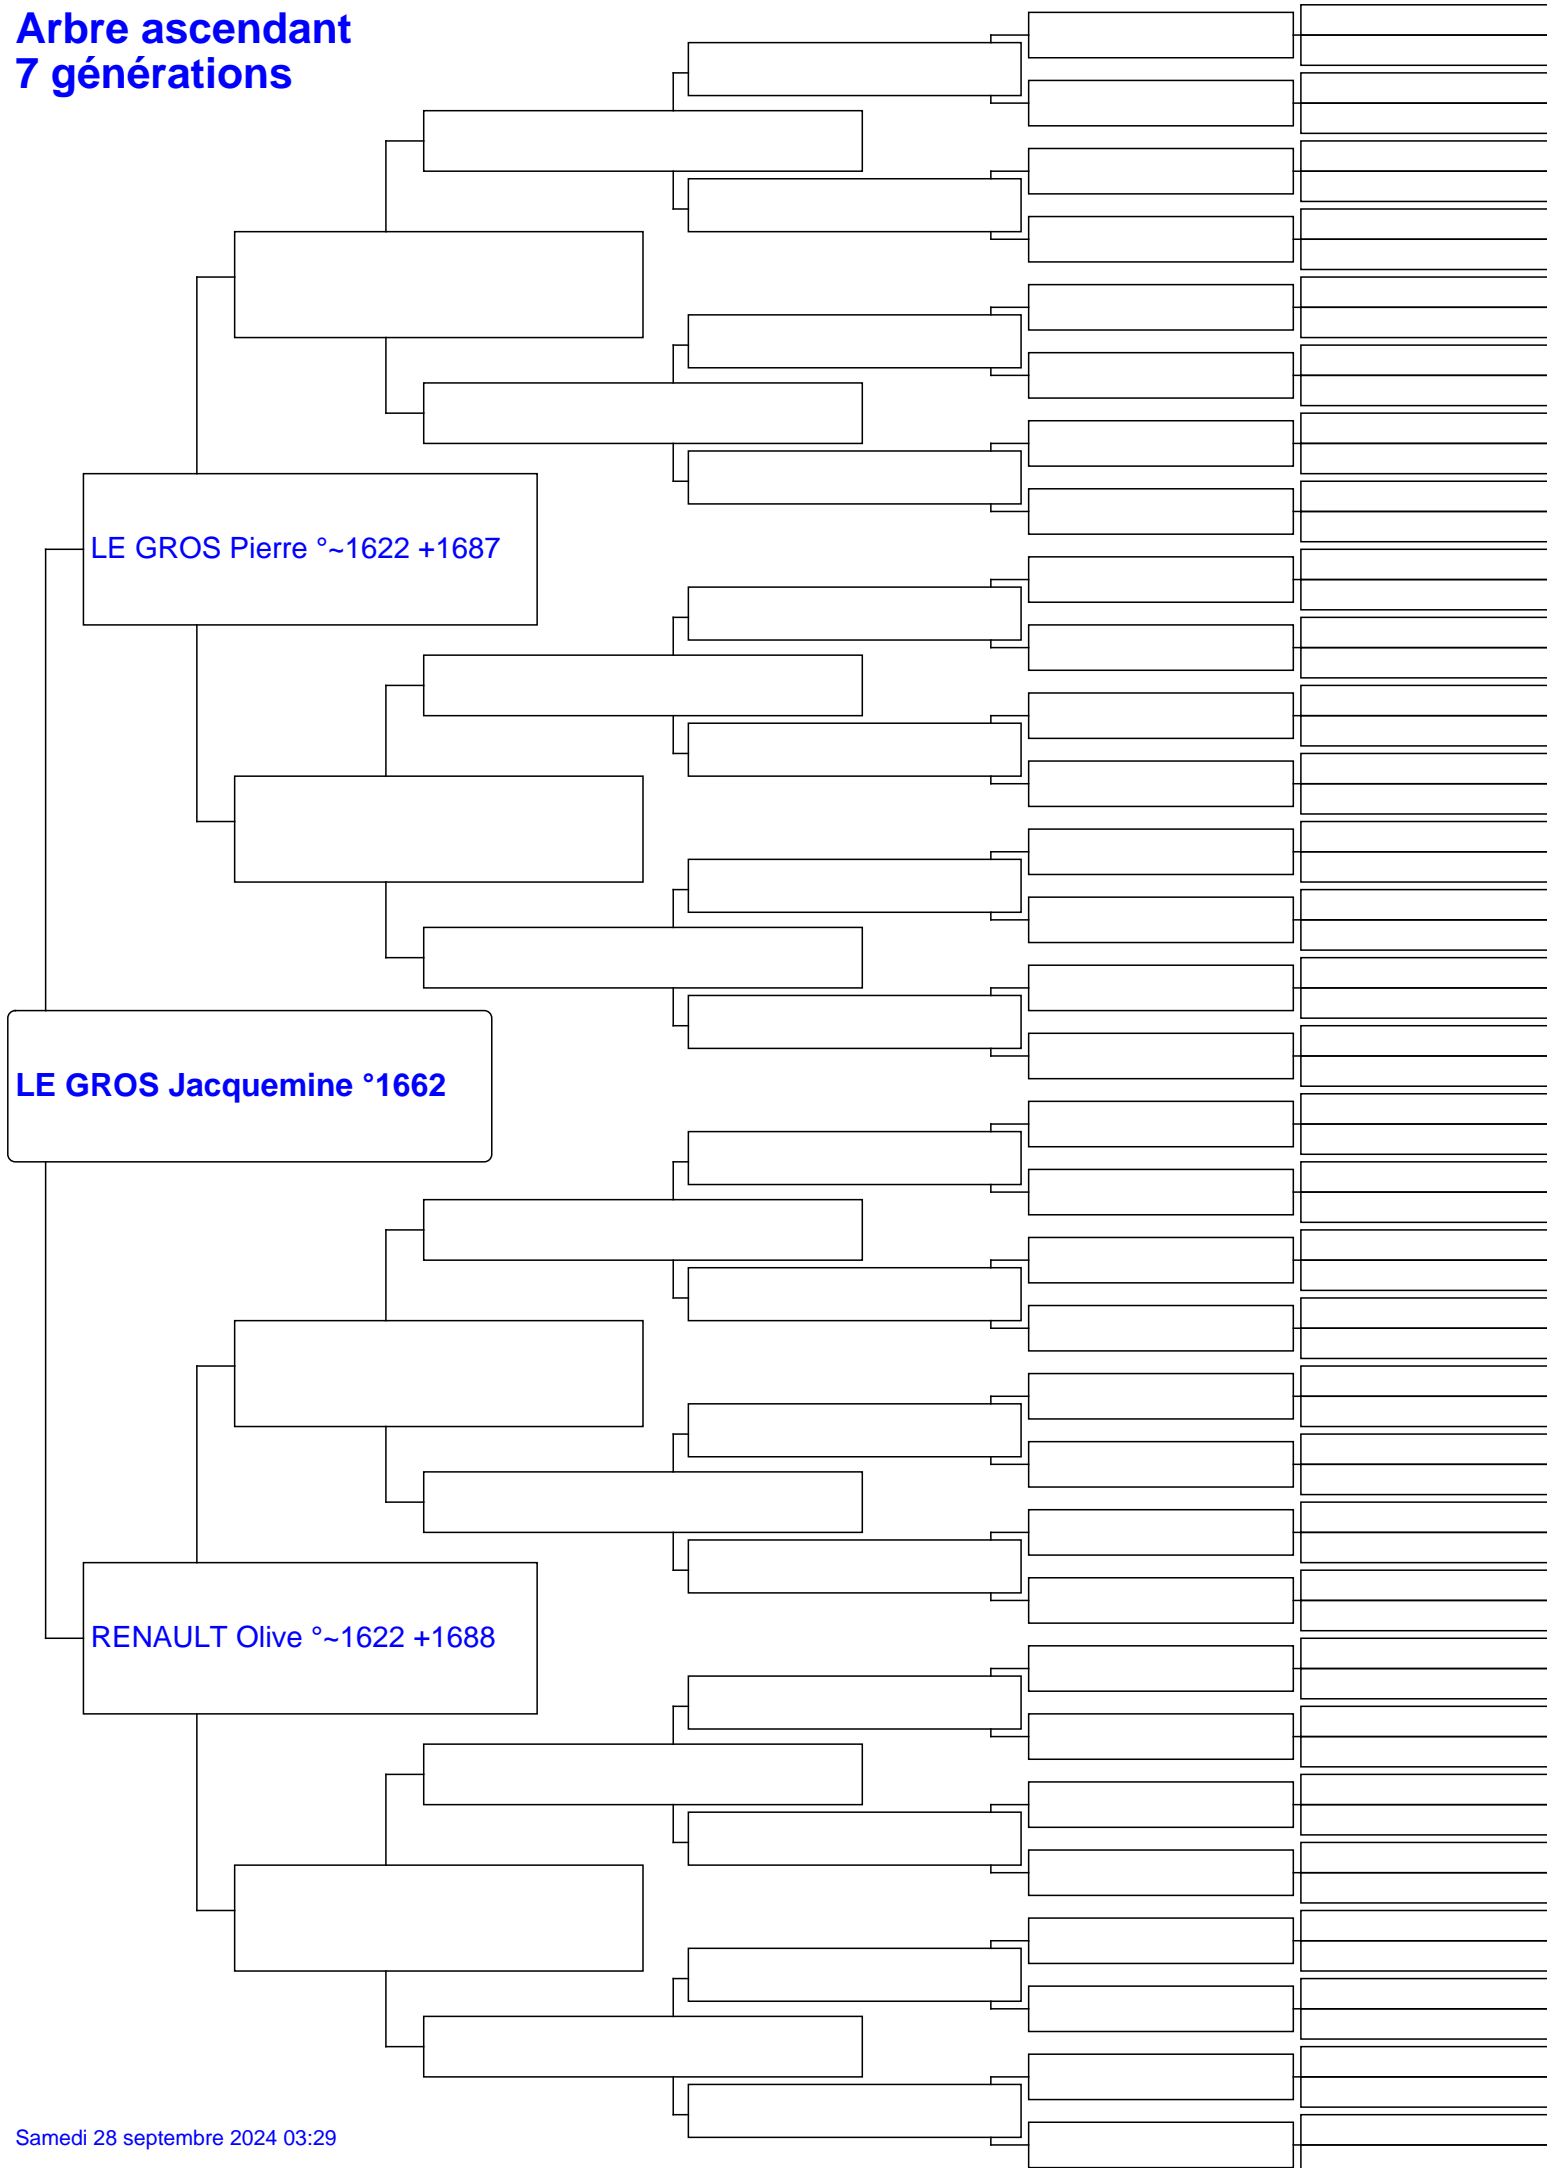 Arbre ascendant
7 générations
LE GROS Pierre °~1622 +1687
LE GROS Jacquemine °1662
RENAULT Olive °~1622 +1688
Samedi 28 septembre 2024 03:29